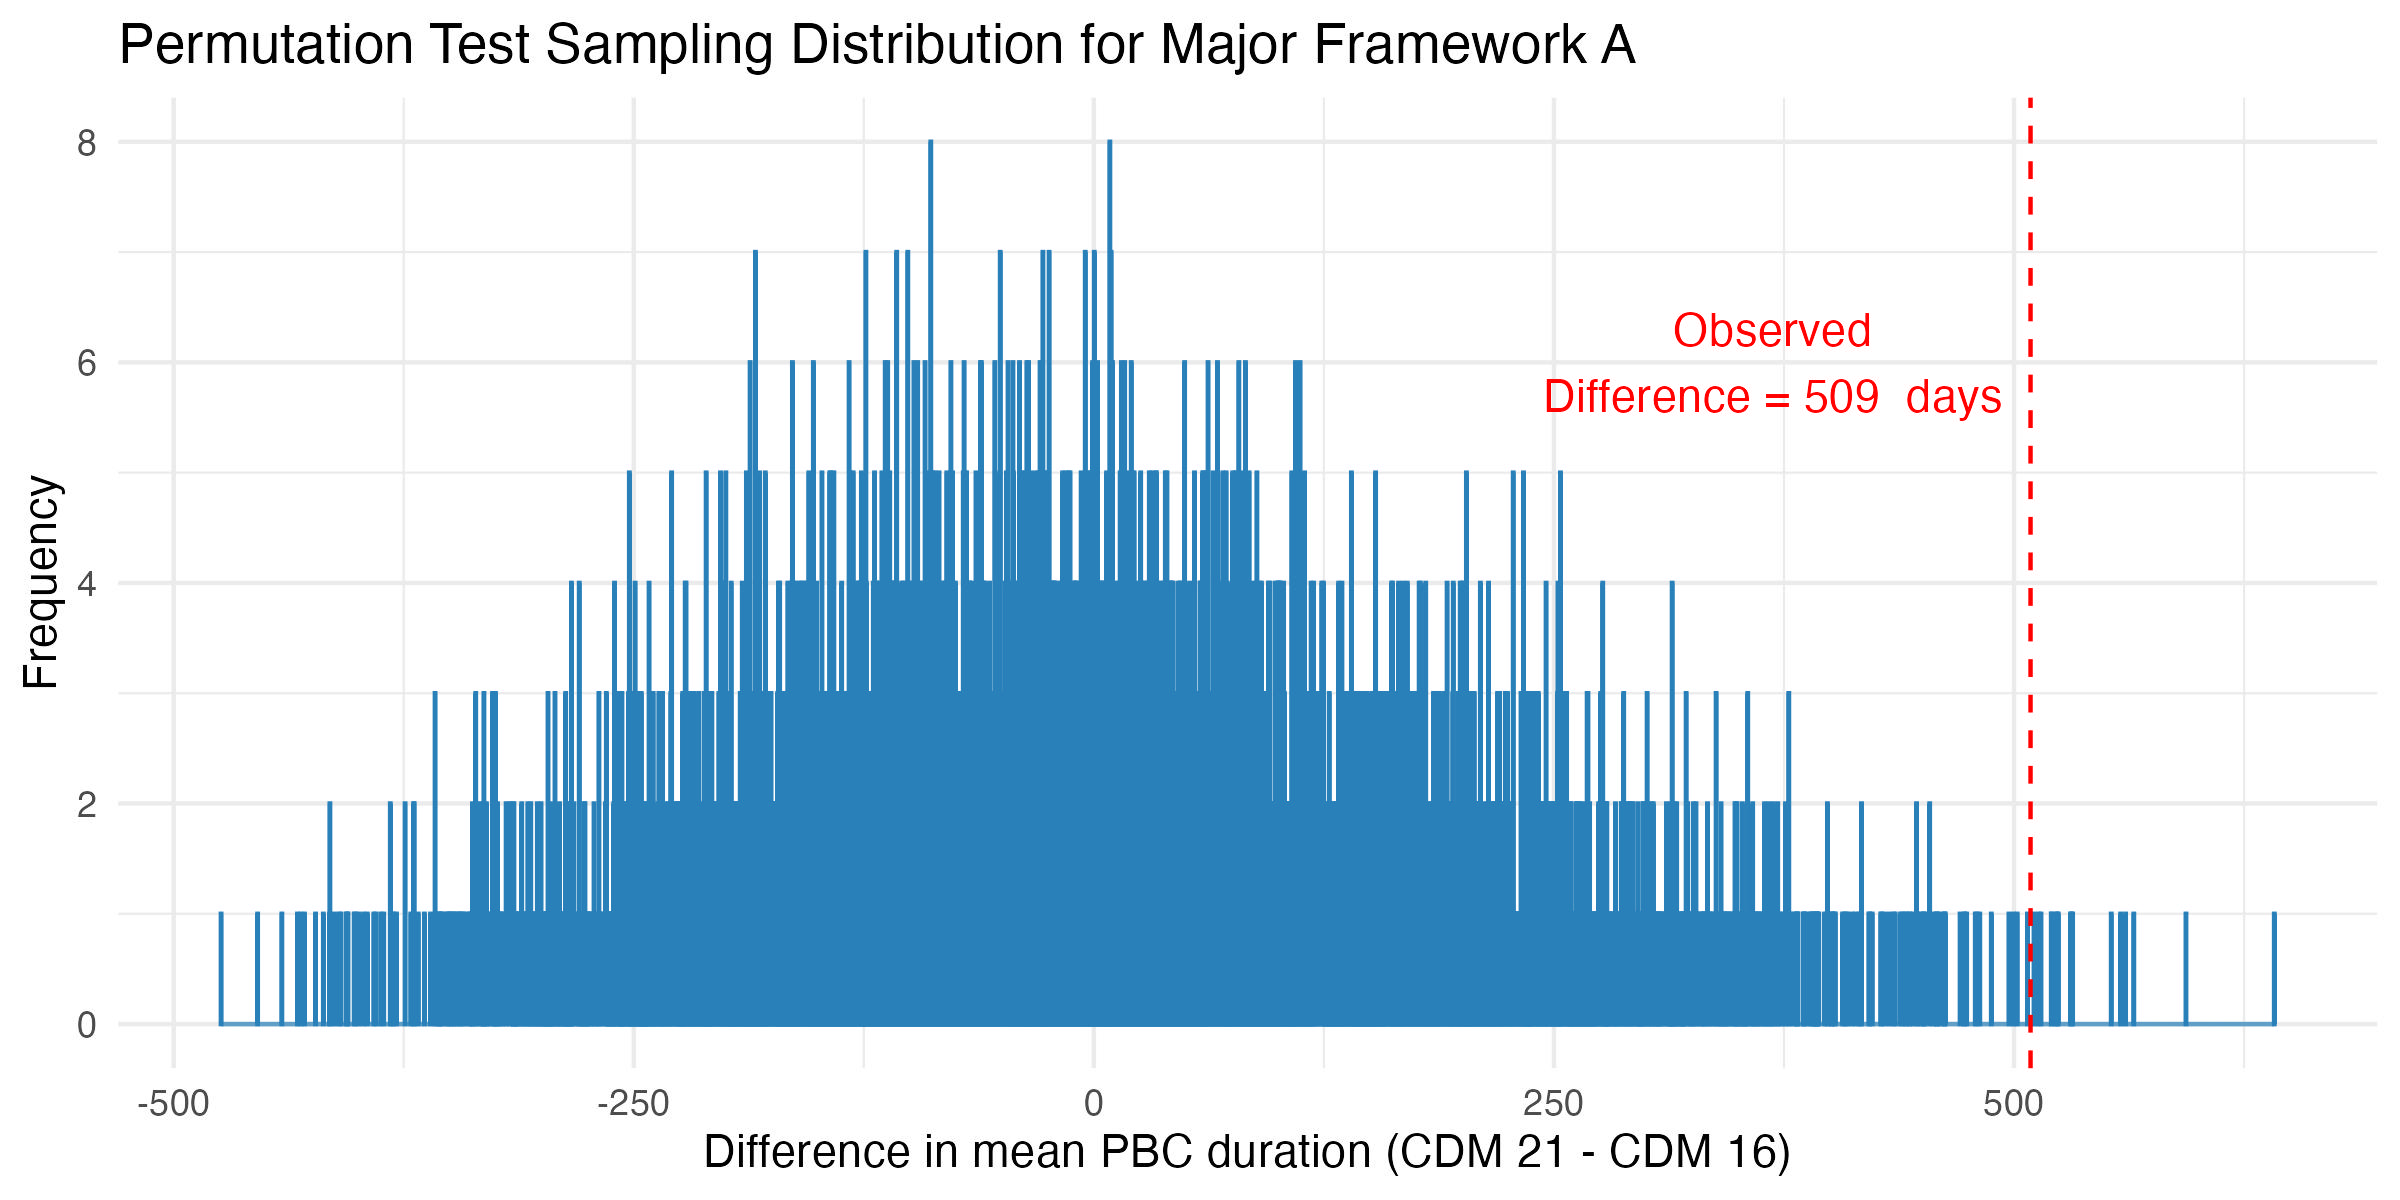 Permutation Test Sampling Distribution for Major Framework A
8
6
4
2
0
Frequency
Observed
Difference = 509  days
-500
-250
0
250
500
Difference in mean PBC duration (CDM 21 - CDM 16)